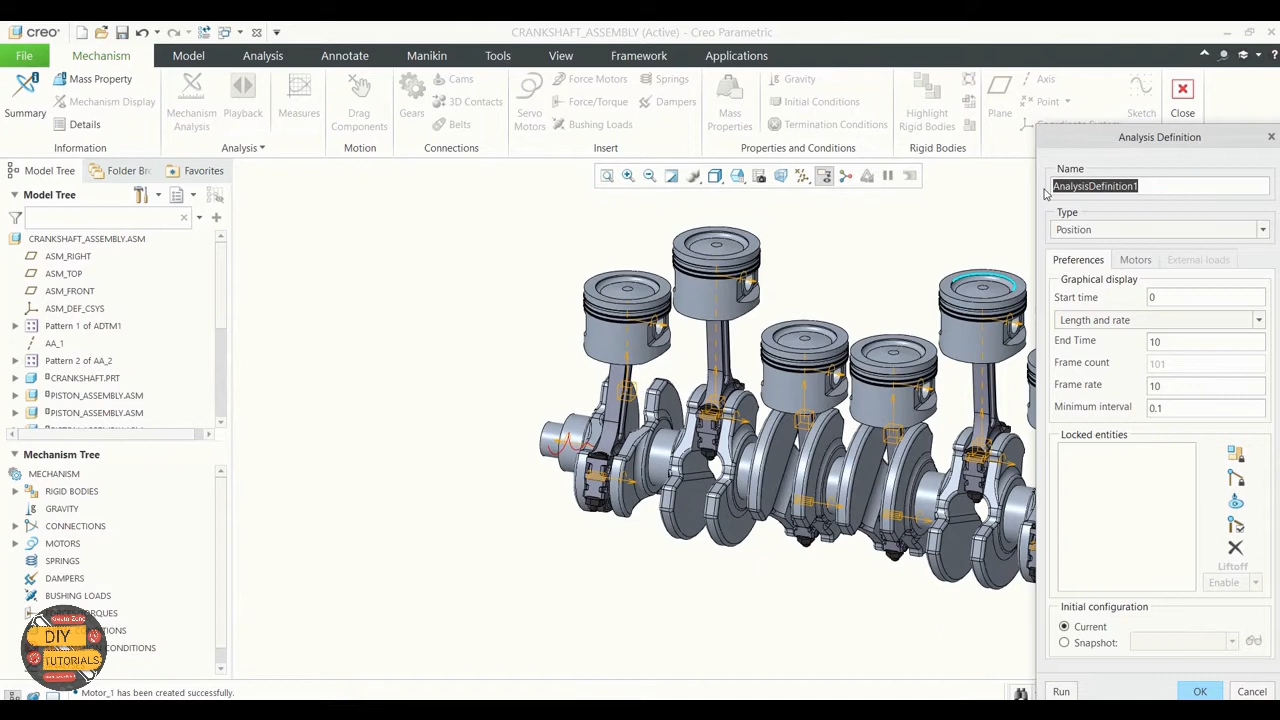 creo
CRANKSHAFT_ASSEMBLY (Active) - Creo Parametric
File
Mechanism
Model
Analysis
Annotate
Manikin
Tools
View
Framework
Applications
Summary
Mass Property
Mechanism Display
Details
Information
Mechanism Analysis
Playback
Measures
Analysis
Drag Components
Motion
Gears
Cams
3D Contacts
Belts
Connections
Servo Motors
Force Motors
Force/Torque
Bushing Loads
Springs
Dampers
Insert
Mass Properties
Gravity
Initial Conditions
Termination Conditions
Properties and Conditions
Highlight Rigid Bodies
Rigid Bodies
Plane
Axis
Point
Sketch
Close
Model Tree
Folder Br
Favorites
Model Tree
CRANKSHAFT_ASSEMBLY.ASM
ASM_RIGHT
ASM_TOP
ASM_FRONT
ASM_DEF_CSYS
Pattern 1 of ADTM1
AA_1
Pattern 2 of AA_2
CRANKSHAFT.PRT
PISTON_ASSEMBLY.ASM
PISTON_ASSEMBLY.ASM
Mechanism Tree
MECHANISM
RIGID BODIES
GRAVITY
CONNECTIONS
MOTORS
SPRINGS
DAMPERS
BUSHING LOADS
DIY
TUTORIALS
Motor_1 has been created successfully.
Analysis Definition
Name
AnalysisDefinition1
Type
Position
Preferences
Motors
External loads
Graphical display
Start time
0
Length and rate
End Time
10
Frame count
101
Frame rate
10
Minimum interval
0.1
Locked entities
Liftoff
Enable
Initial configuration
Current
Snapshot:
Run
OK
Cancel